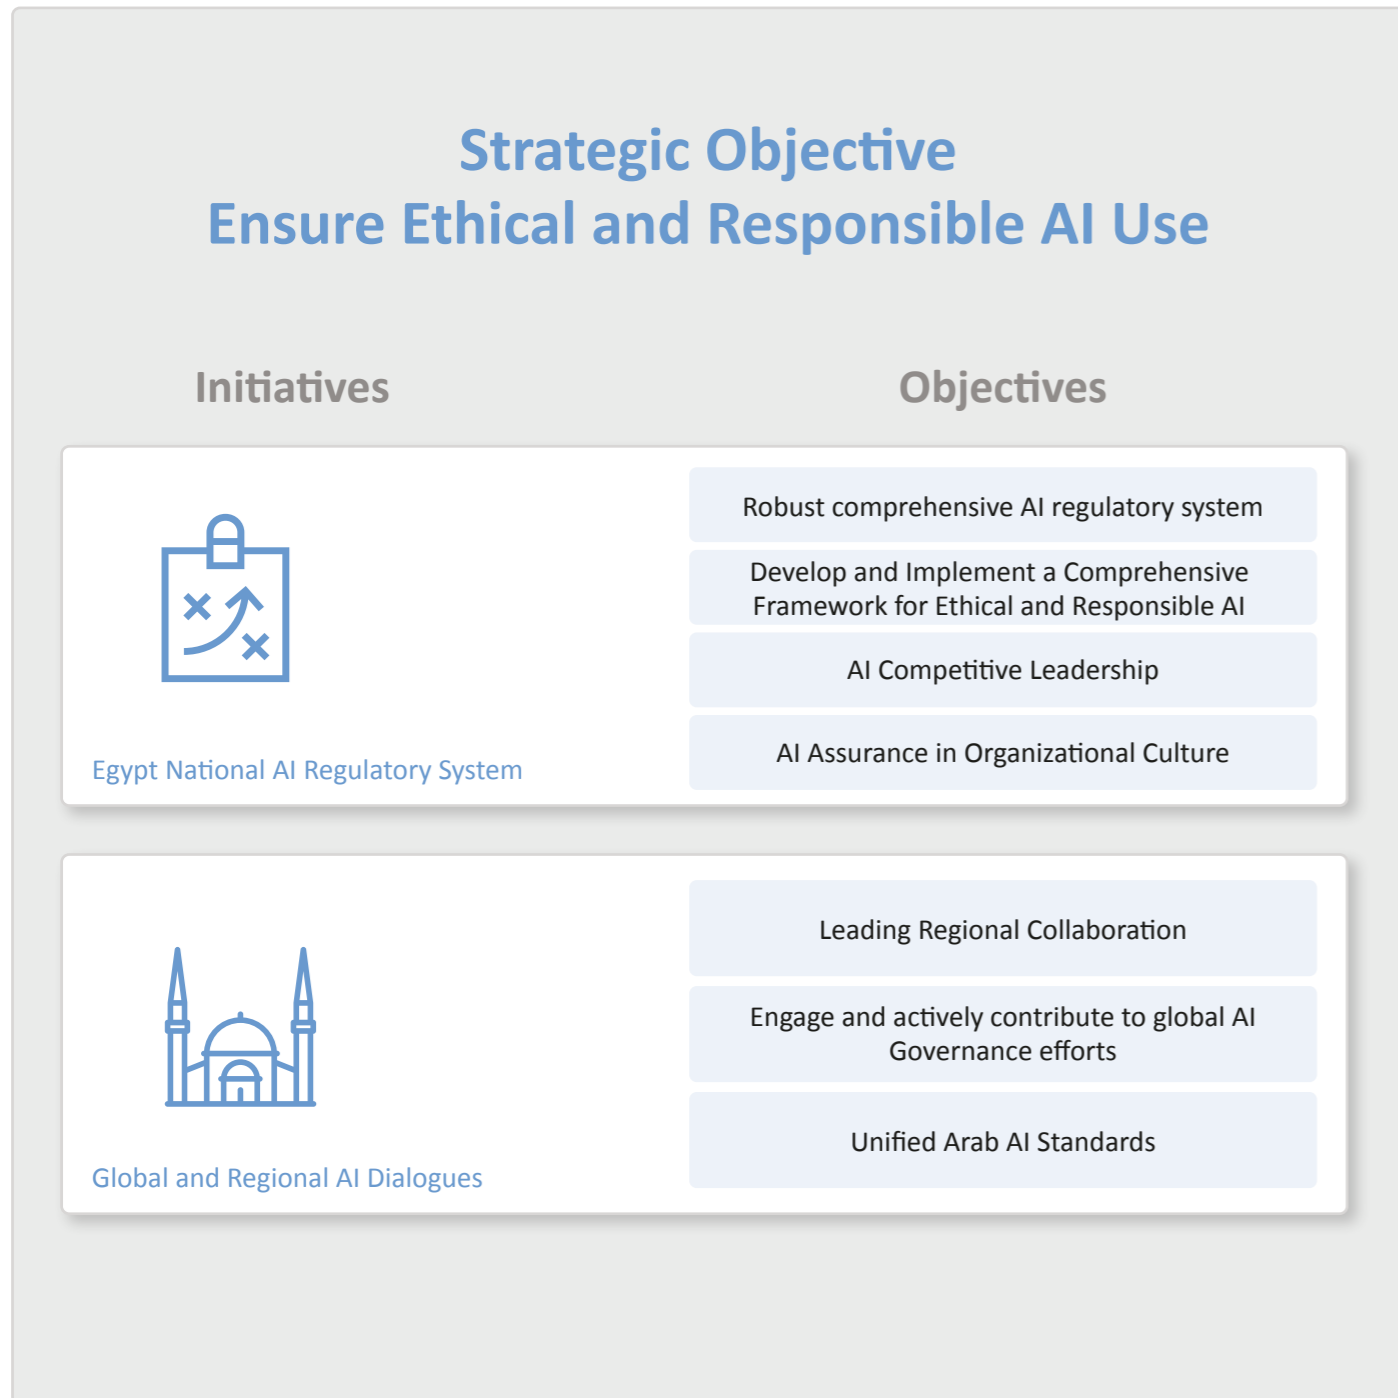 Strategic Objective
Ensure Ethical and Responsible AI Use
Initiatives
Objectives
Egypt National AI Regulatory System
Robust comprehensive AI regulatory system
Develop and Implement a Comprehensive
Framework for Ethical and Responsible AI
AI Competitive Leadership
AI Assurance in Organizational Culture
Global and Regional AI Dialogues
Leading Regional Collaboration
Engage and actively contribute to global AI
Governance efforts
Unified Arab AI Standards